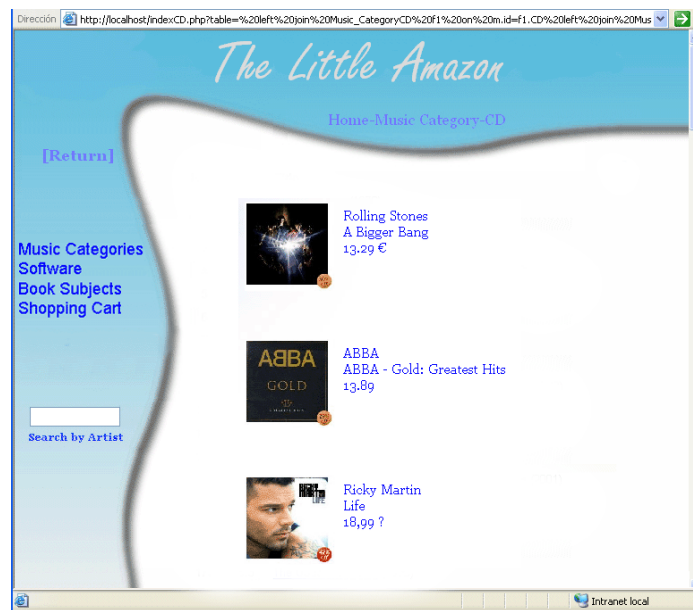 Dirección http://localhost/indexCD.php?table=%20left%20join%20Music_CategoryCD%20f1%20on%20m.id=f1.CD%20left%20join%20Mus
The Little Amazon
Home-Music Category-CD
[Return]
Music Categories
Software
Book Subjects
Shopping Cart
Search by Artist
Rolling Stones
A Bigger Bang
13.29 €
ABBA
GOLD
ABBA
ABBA - Gold: Greatest Hits
13.89
Ricky Martin
Life
18,99 ?
Intranet local